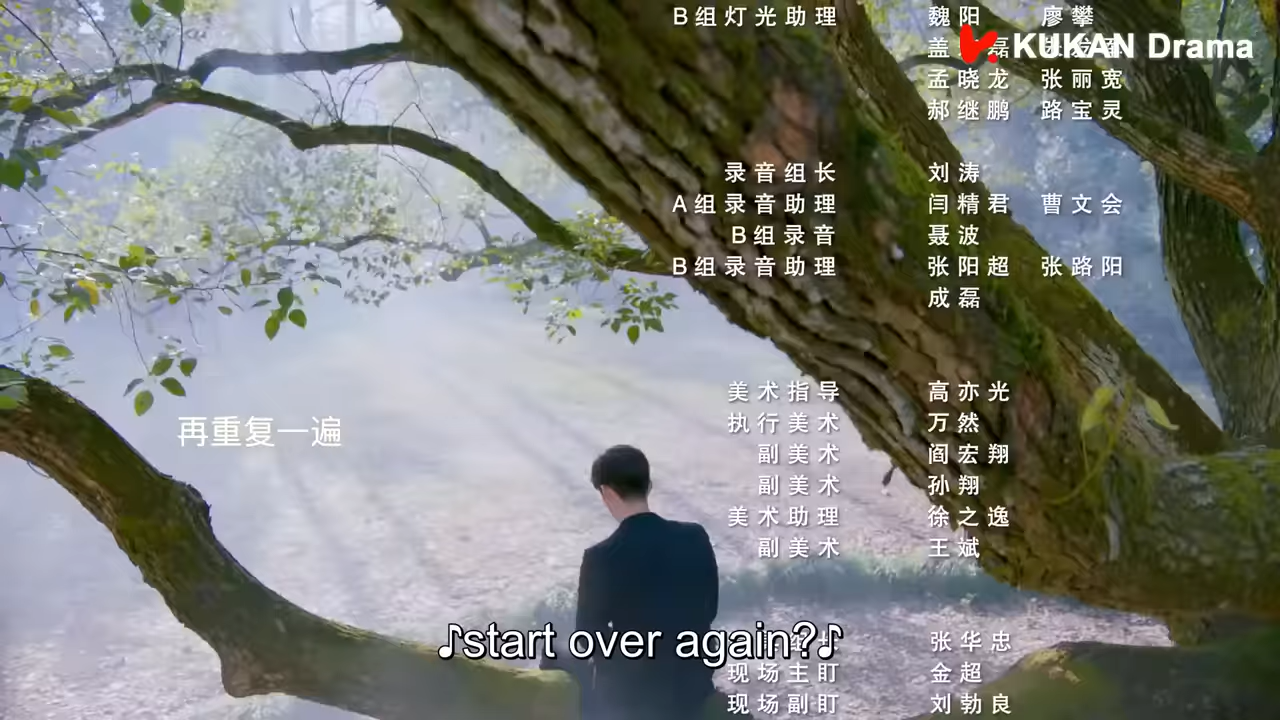 B组灯光助理 魏阳 廖攀
KUKAN Drama
孟晓龙 张丽宽
郝继鹏 路宝灵
录音组长 刘涛
A组录音助理 闫精君 曹文会
B组录音 聂波
B组录音助理 张阳超 张路阳
成磊
美术指导 高亦光
执行美术 万然
再重复一遍
副美术 阎宏翔
副美术 孙翔
美术助理 徐之逸
副美术 王斌
♪start over again?♪
张华忠
现场主盯 金超
现场副盯 刘勃良